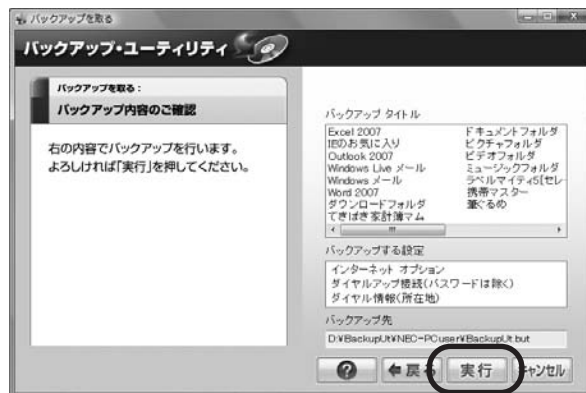 バックアップを取る
バックアップ・ユーティリティ
バックアップを取る：
バックアップ内容のご確認
右の内容でバックアップを行います。
よろしければ「実行」を押してください。
バックアップ タイトル
Excel 2007 ドキュメントフォルダ
IEのお気に入り ピクチャフォルダ
Outlook 2007 ビデオフォルダ
Windows Live メール ミュージックフォルダ
Windows メール ラベルマイティ5[セレ
Word 2007 携帯マスター
ダウンロードフォルダ 筆ぐるめ
てきぱき家計簿マム
バックアップする設定
インターネット オプション
ダイヤルアップ接続(パスワードは除く)
ダイヤル情報(所在地)
バックアップ先
D:¥BackupUt¥NEC-PCuser¥BackupUt.but
? 戻る 実行 キャンセル